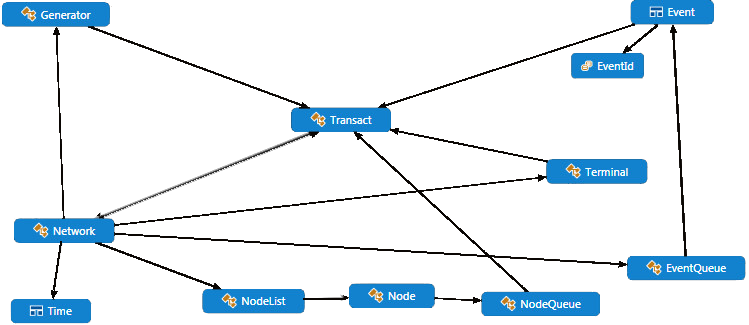 Generator
Event
EventId
Transact
Terminal
Network
EventQueue
NodeList
Node
NodeQueue
Time